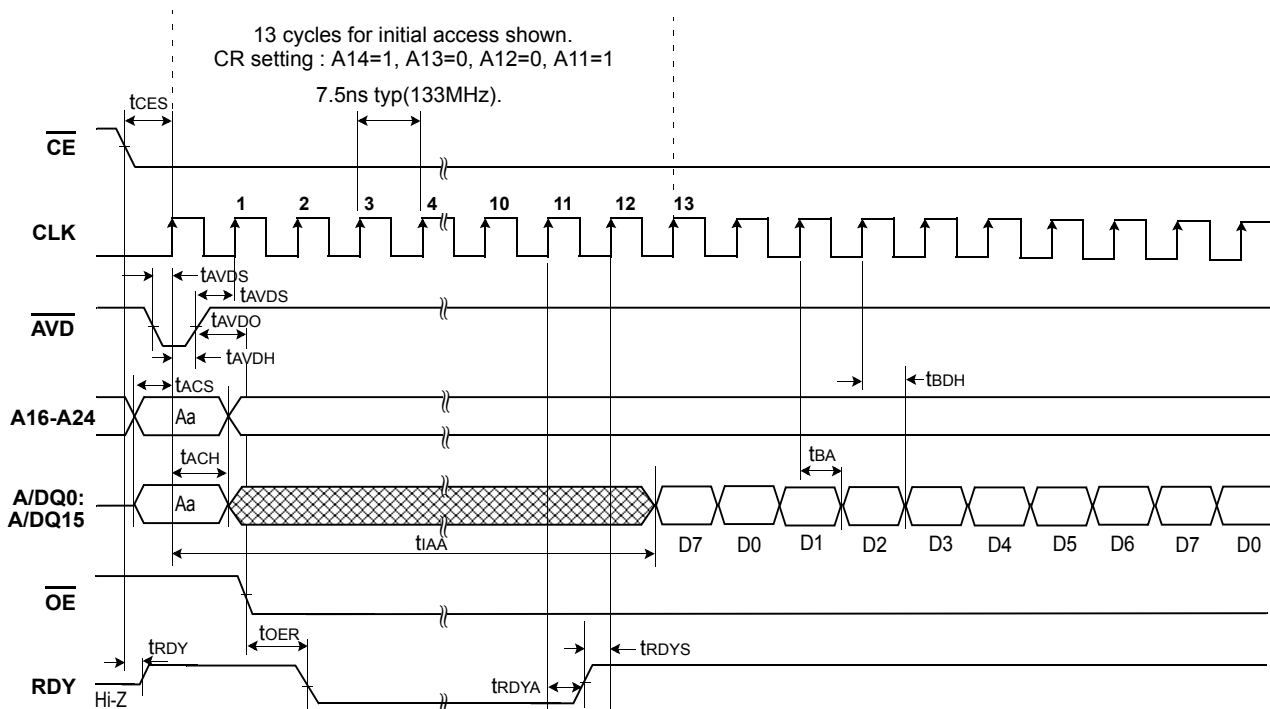 13 cycles for initial access shown.
CR setting : A14=1, A13=0, A12=0, A11=1
7.5ns typ(133MHz).
tCES
CE
1 2 3 4 10 11 12 13
CLK
tAVDS
tAVDS
AVD
tAVDO
tAVDH
tACS
tBDH
A16-A24
Aa
tACH
tBA
A/DQ0:
A/DQ15
Aa
tIAA
D7 D0 D1 D2 D3 D4 D5 D6 D7 D0
OE
tOER
tRDY
tRDYS
RDY
tRDYA
Hi-Z